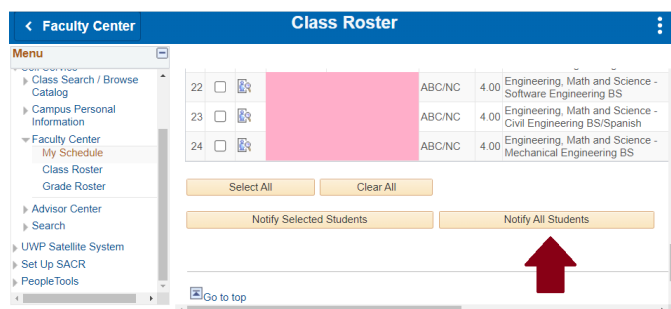 Faculty Center
Class Roster
Menu
Class Search / Browse
Catalog
Campus Personal
Information
Faculty Center
My Schedule
Class Roster
Grade Roster
Advisor Center
Search
UWP Satellite System
Set Up SACR
PeopleTools
22 ABC/NC 4.00 Engineering, Math and Science -
Software Engineering BS
23 ABC/NC 4.00 Engineering, Math and Science -
Civil Engineering BS/Spanish
24 ABC/NC 4.00 Engineering, Math and Science -
Mechanical Engineering BS
Select All Clear All
Notify Selected Students Notify All Students
Go to top